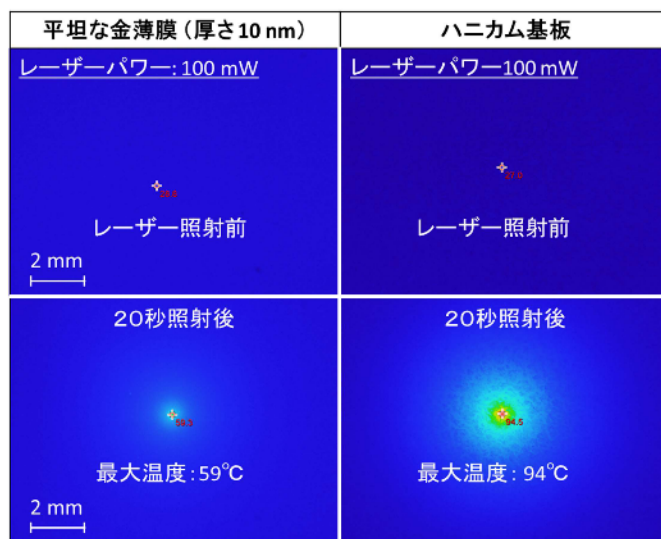 平坦な金薄膜（厚さ10 nm）
ハニカム基板
レーザーパワー: 100 mW
レーザーパワー100 mW
27.0
レーザー照射前
レーザー照射前
2 mm
20秒照射後
20秒照射後
94.5
最大温度: 59℃
最大温度: 94℃
2 mm